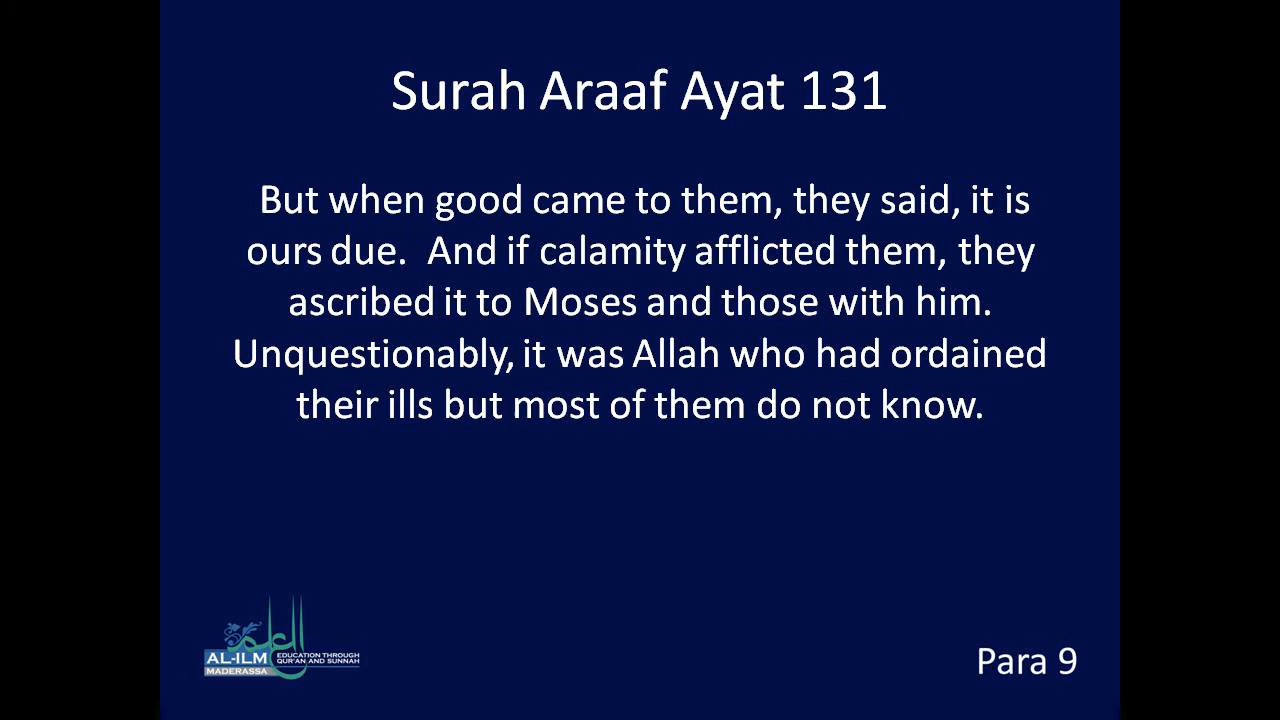 Surah Araaf Ayat 131
But when good came to them, they said, it is
ours due.  And if calamity afflicted them, they
ascribed it to Moses and those with him.
Unquestionably, it was Allah who had ordained
their ills but most of them do not know.
العلم
AL-ILM
MADERASSA
EDUCATION THROUGH
QUR'AN AND SUNNAH
Para 9